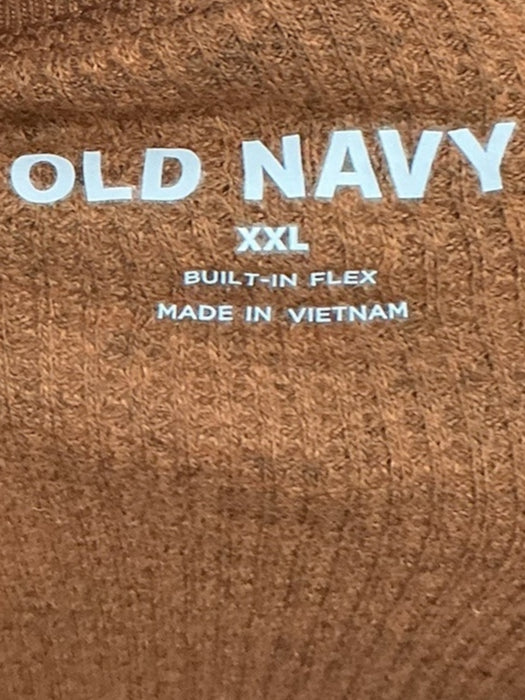 OLD NAVY
XXL
BUILT-IN FLEX
MADE IN VIETNAM